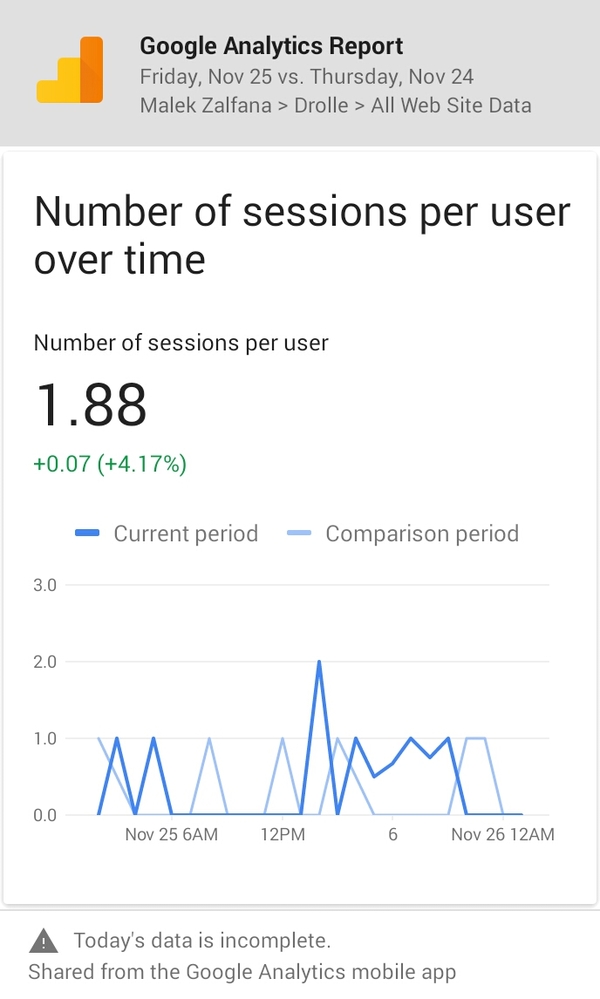 Google Analytics Report
Friday, Nov 25 vs. Thursday, Nov 24
Malek Zalfana > Drolle > All Web Site Data
Number of sessions per user
over time
Number of sessions per user
1.88
+0.07 (+4.17%)
Current period
Comparison period
3.0
2.0
1.0
0.0
Nov 25 6AM
12PM
6
Nov 26 12AM
Today's data is incomplete.
Shared from the Google Analytics mobile app